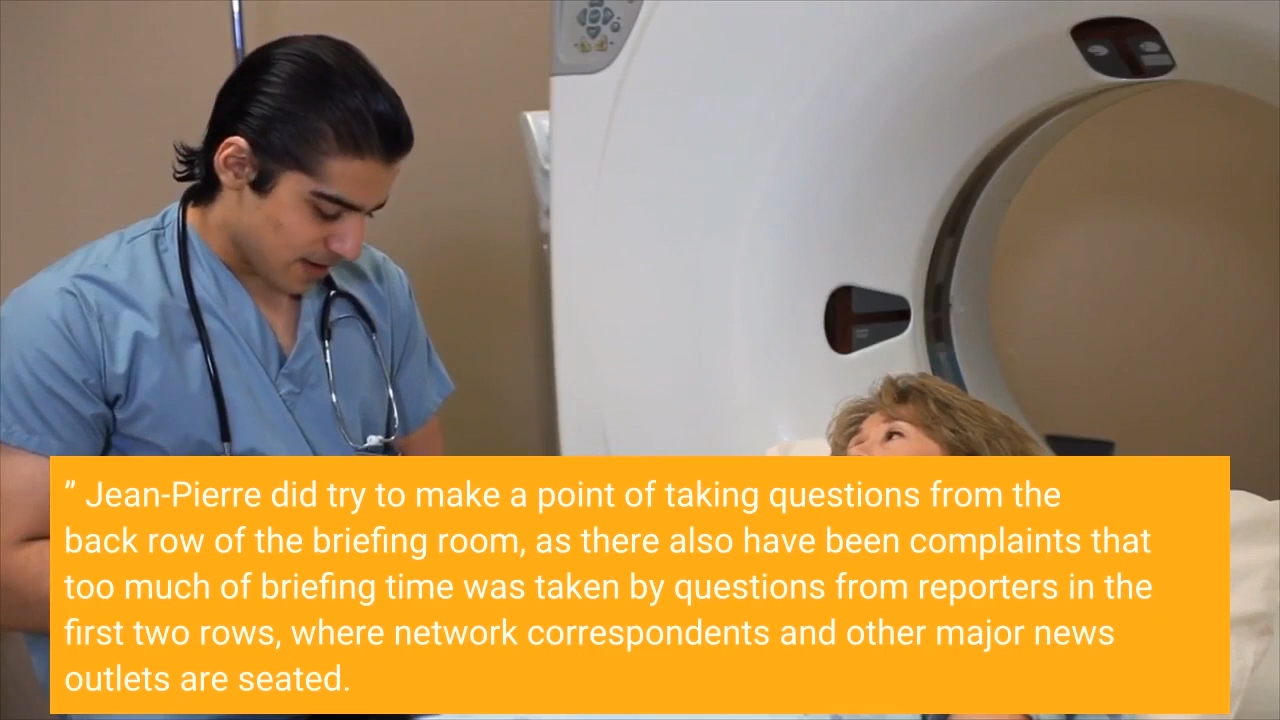 ” Jean-Pierre did try to make a point of taking questions from the
back row of the briefing room, as there also have been complaints that
too much of briefing time was taken by questions from reporters in the
first two rows, where network correspondents and other major news
outlets are seated.